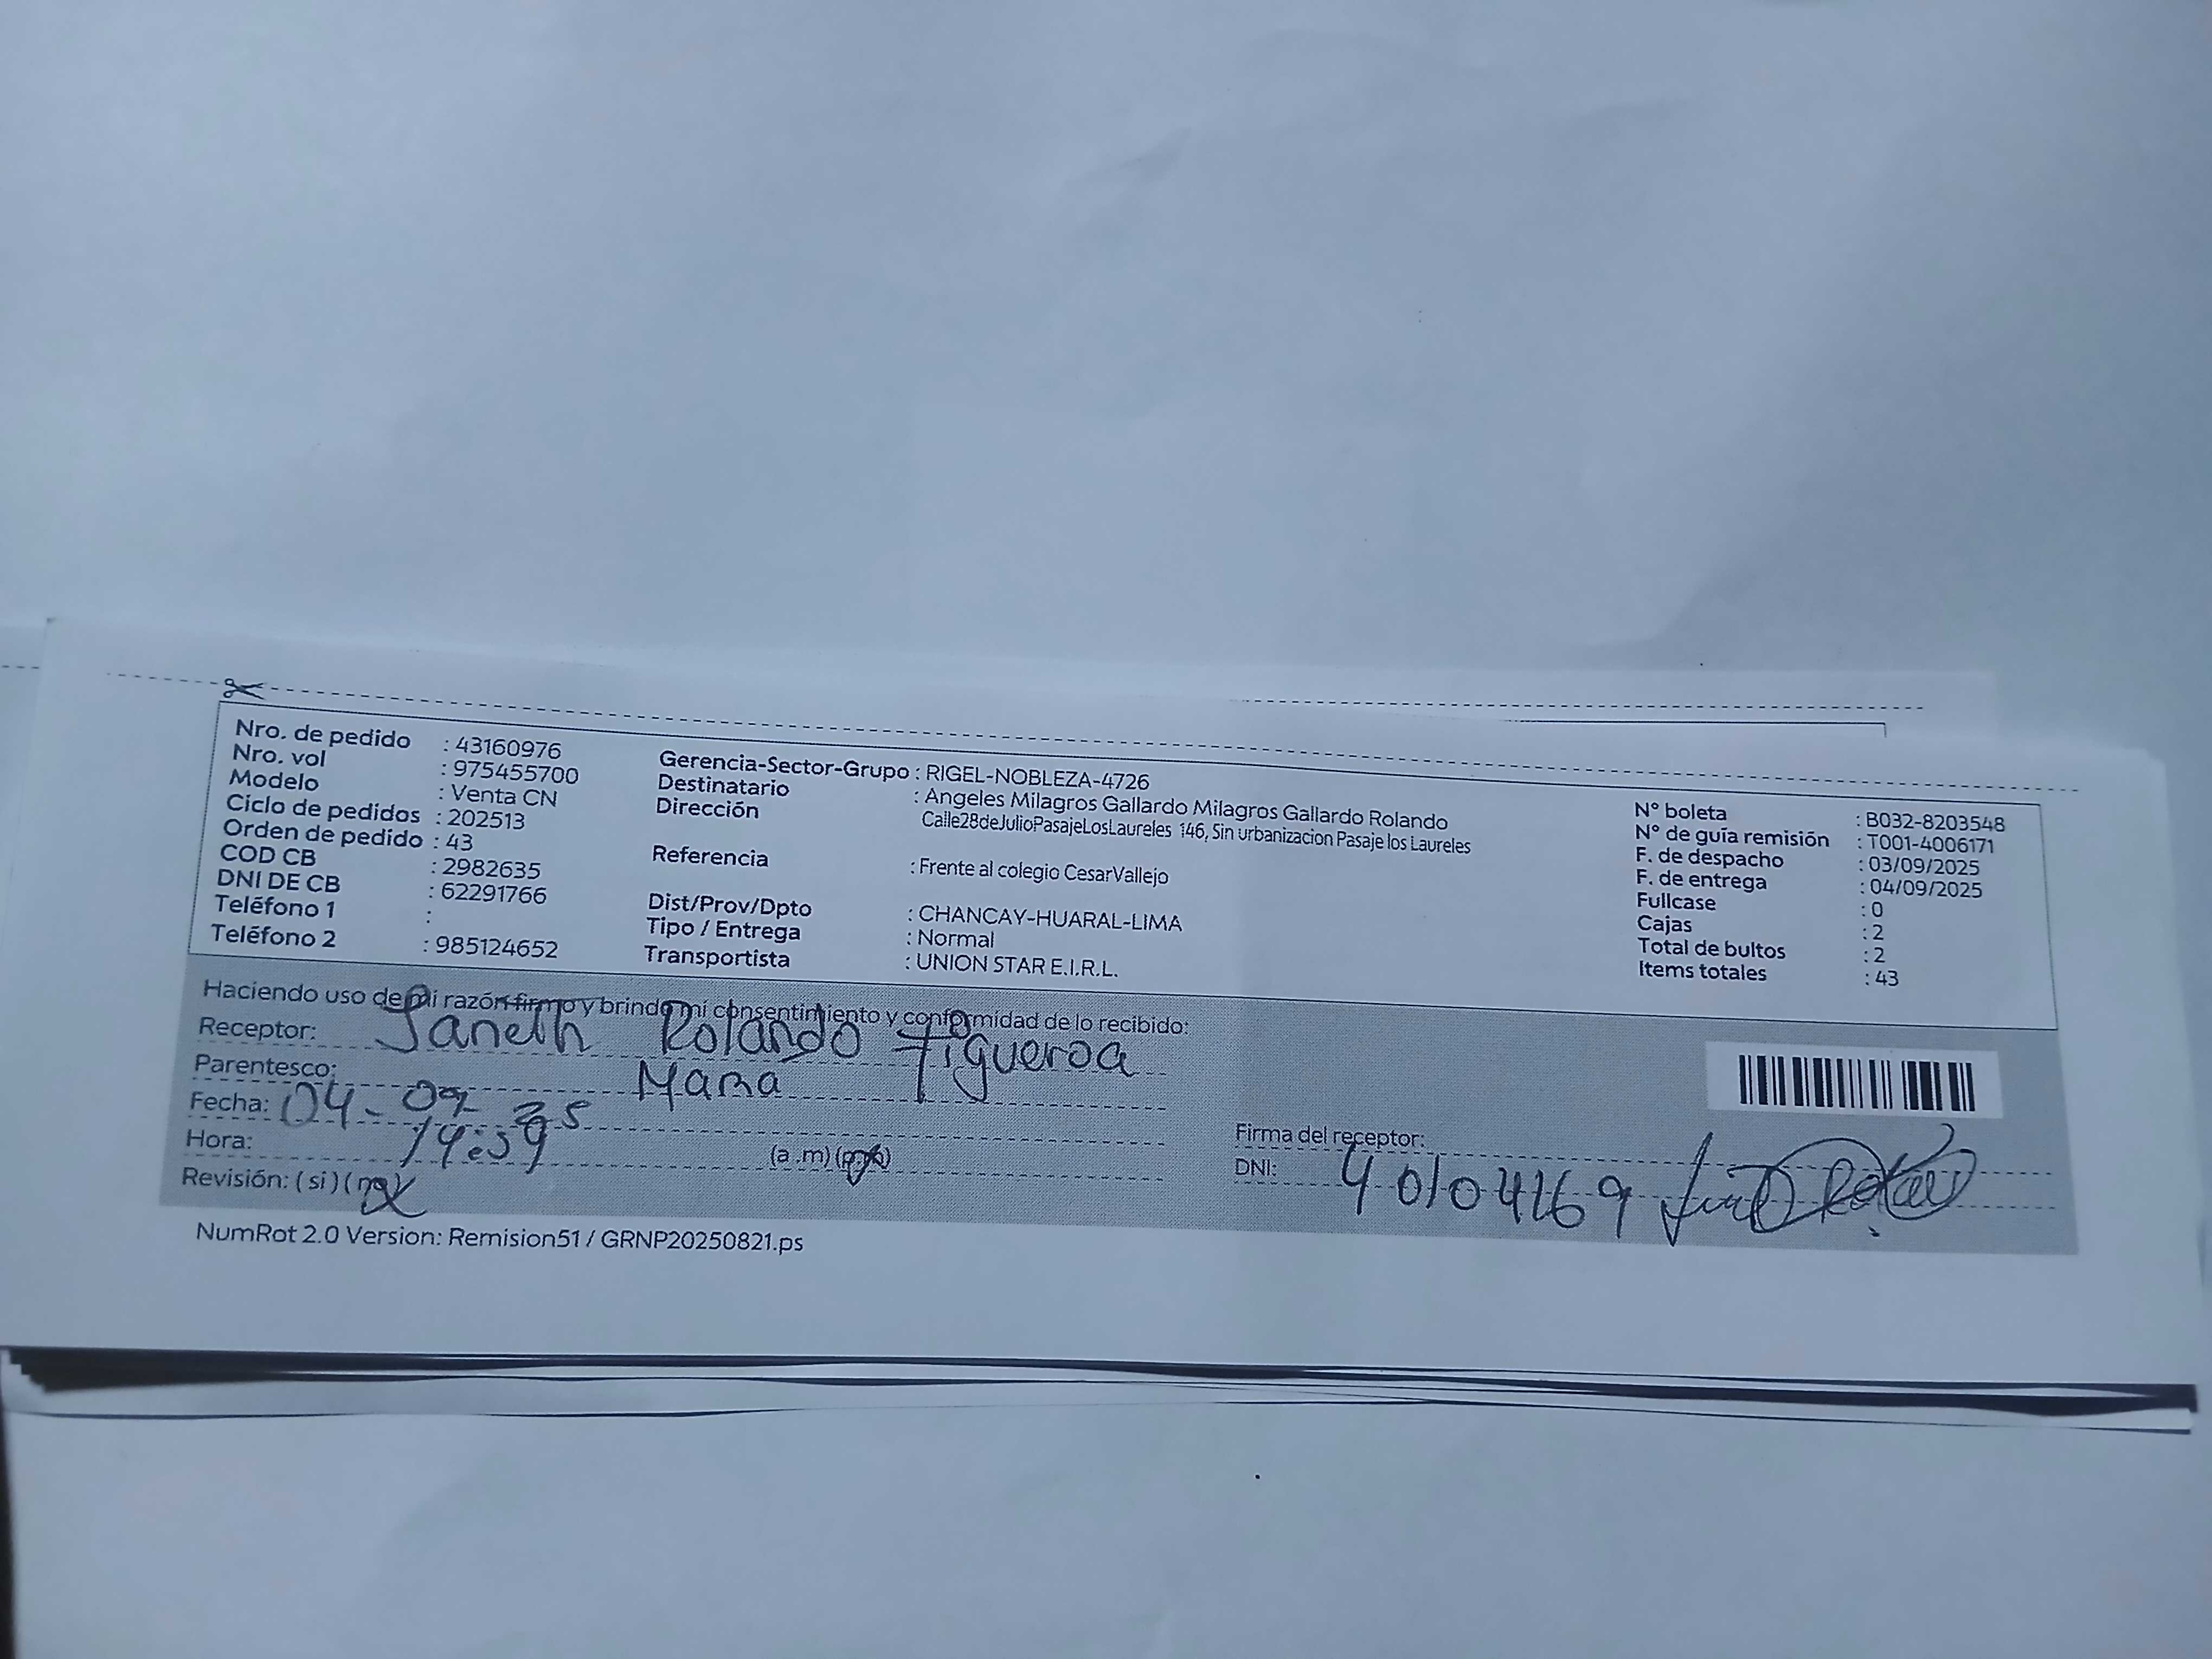 Nro. de pedido : 43160976
Nro. vol : 975455700
Modelo : Venta CN
Ciclo de pedidos : 202513
Orden de pedido : 43
COD CB : 2982635
DNI DE CB : 62291766
Teléfono 1 :
Teléfono 2 : 985124652
Gerencia-Sector-Grupo : RIGEL-NOBLEZA-4726
Destinatario : Angeles Milagros Gallardo Milagros Gallardo Rolando
Dirección Calle28deJulioPasajeLosLaureles 146, Sin urbanizacion Pasaje los Laureles
Referencia : Frente al colegio CesarVallejo
Dist/Prov/Dpto : CHANCAY-HUARAL-LIMA
Tipo / Entrega : Normal
Transportista : UNION STAR E.I.R.L.
N° boleta : B032-8203548
N° de guía remisión : T001-4006171
F. de despacho : 03/09/2025
F. de entrega : 04/09/2025
Fullcase : 0
Cajas : 2
Total de bultos : 2
Items totales : 43
Haciendo uso de mi razón firmo y brindo mi consentimiento y conformidad de lo recibido:
Receptor: Janeth Rolando Figueroa
Parentesco: Mama
Fecha: 04-09-25
Hora: 14:59 (a .m) (p.m)
Revisión: (si) (no)
Firma del receptor:
DNI: 40104169
NumRot 2.0 Version: Remision51 / GRNP20250821.ps